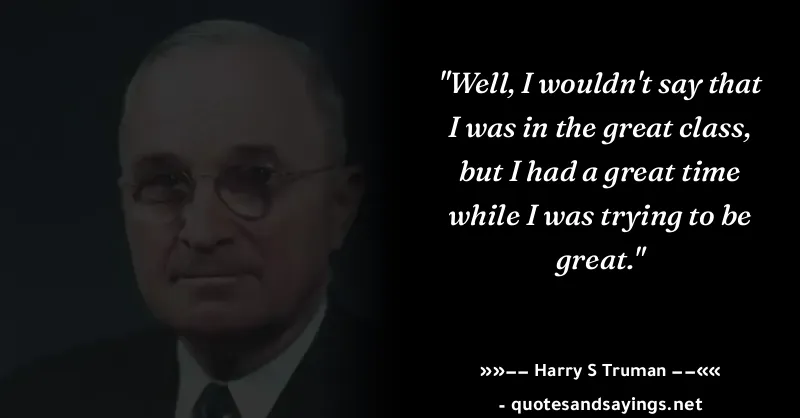 "Well, I wouldn't say that
I was in the great class,
but I had a great time
while I was trying to be
great."
»»−− Harry S Truman −−««
- quotesandsayings.net